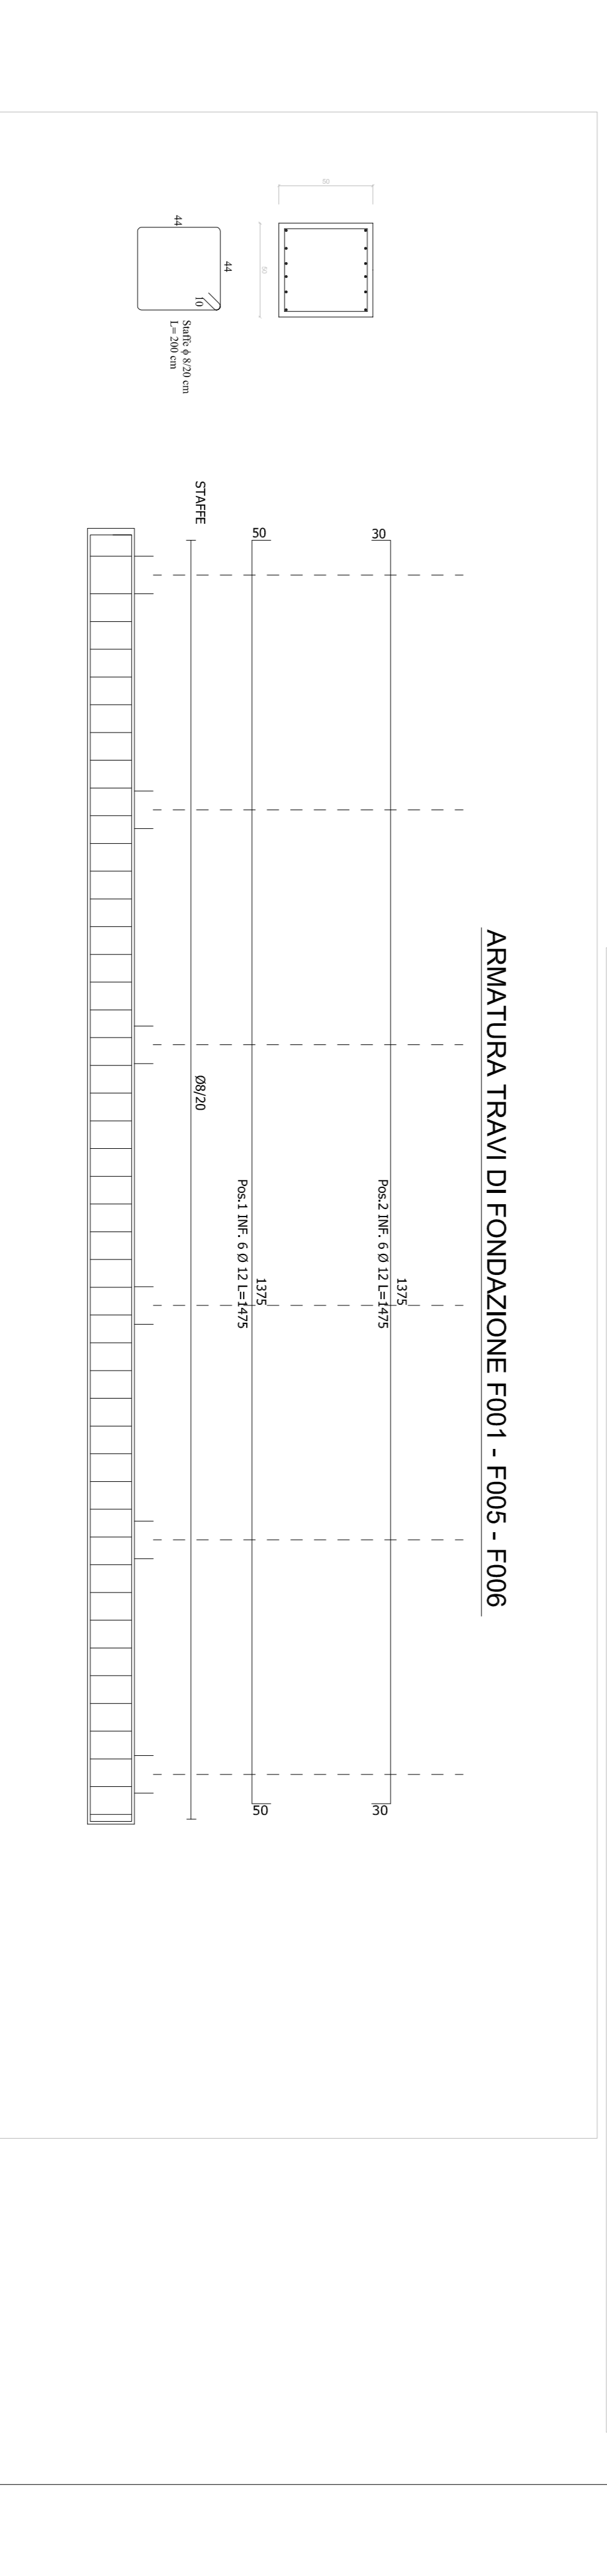 ARMATURA TRAVI DI FONDAZIONE F001 - F005 - F006
30
1375
Pos.2 INF. 6 Ø 12 L=1475
30
50
1375
Pos.1 INF. 6 Ø 12 L=1475
50
STAFFE
Ø8/20
50
50
44
44
10
Staffe ϕ 8/20 cm
L= 200 cm